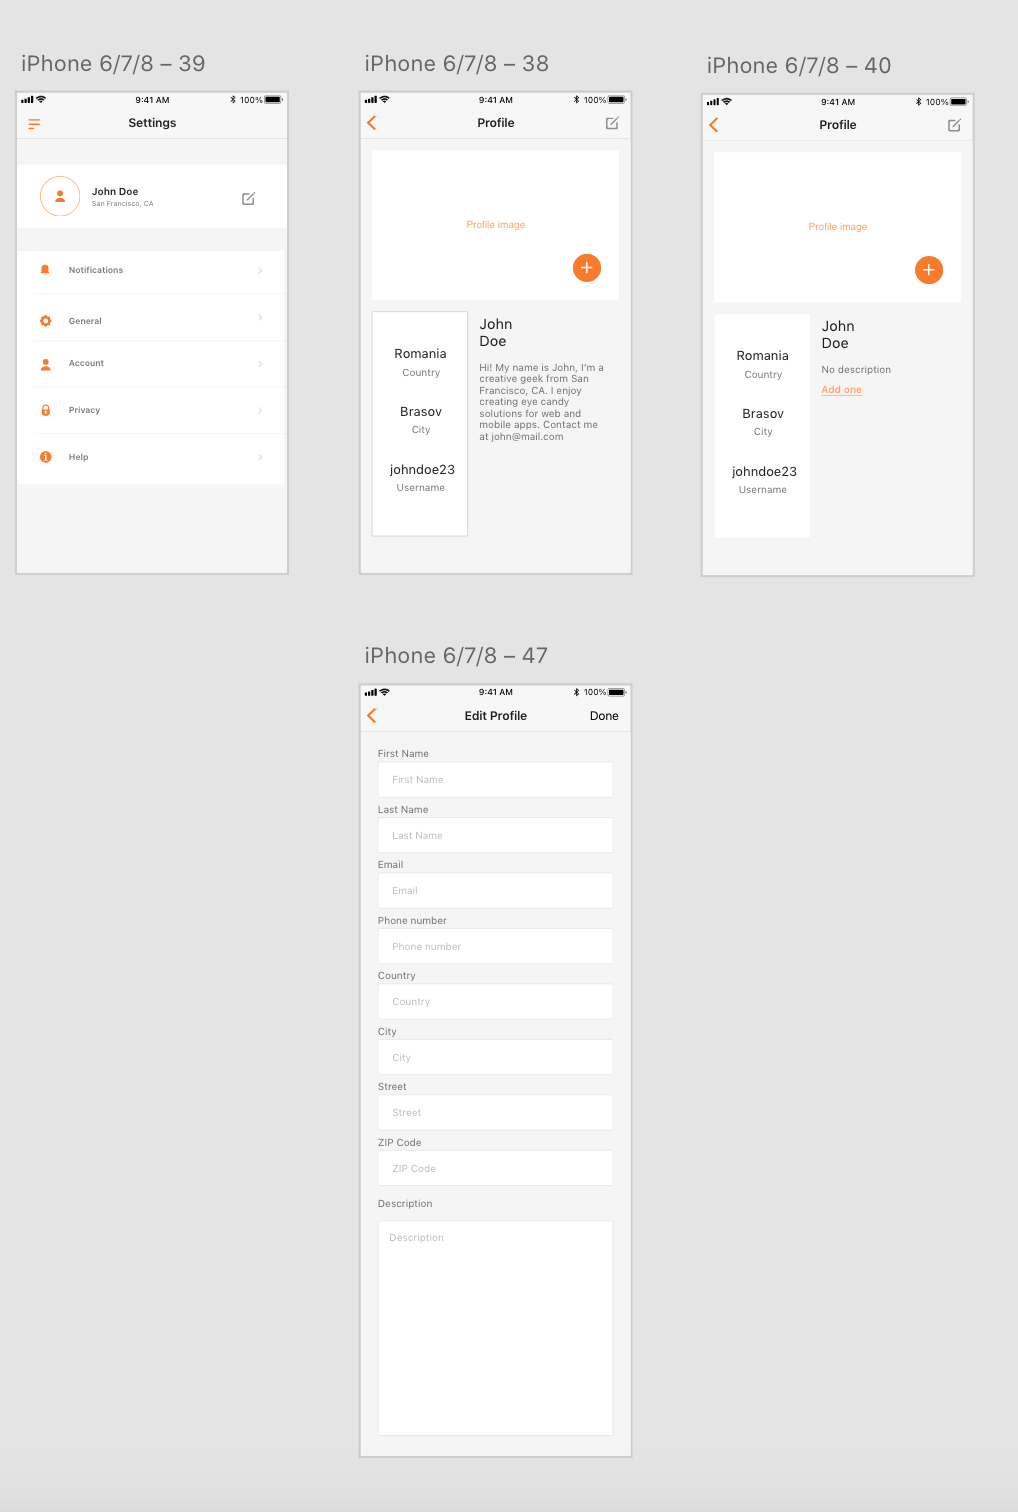 iPhone 6/7/8 – 39
9:41 AM
100%
Settings
John Doe
San Francisco, CA
Notifications
General
Account
Privacy
Help
iPhone 6/7/8 – 38
9:41 AM
100%
Profile
Profile image
Romania
Country
Brasov
City
johndoe23
Username
John
Doe
Hi! My name is John, I'm a
creative geek from San
Francisco, CA. I enjoy
creating eye candy
solutions for web and
mobile apps. Contact me
at john@mail.com
iPhone 6/7/8 – 40
9:41 AM
100%
Profile
Profile image
Romania
Country
Brasov
City
johndoe23
Username
John
Doe
No description
Add one
iPhone 6/7/8 – 47
9:41 AM
100%
Edit Profile
Done
First Name
First Name
Last Name
Last Name
Email
Email
Phone number
Phone number
Country
Country
City
City
Street
Street
ZIP Code
ZIP Code
Description
Description